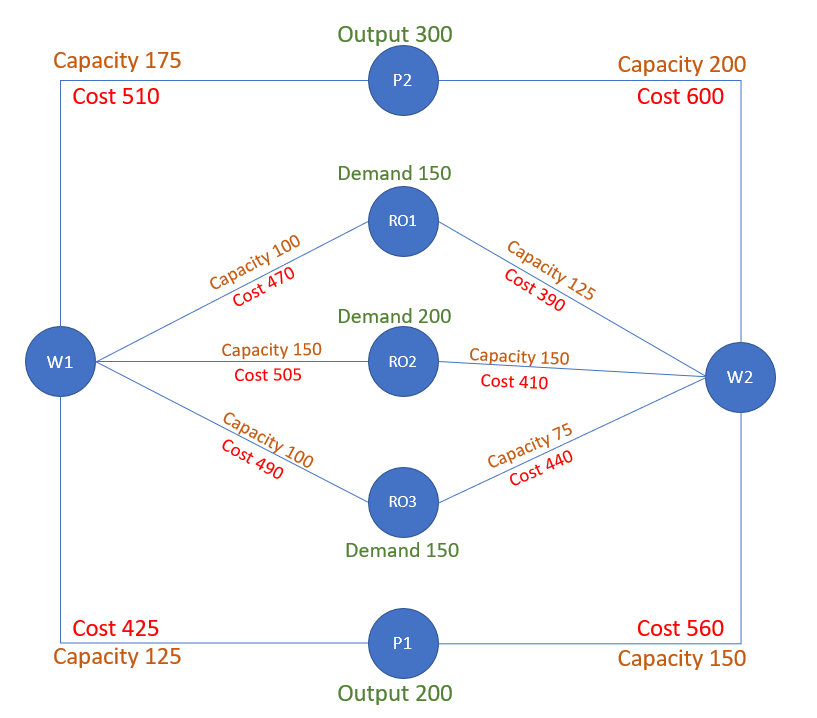 Output 300
Capacity 175
P2
Capacity 200
Cost 510
Cost 600
Demand 150
RO1
Capacity 100
Cost 470
Capacity 125
Cost 390
Demand 200
W1
Capacity 150
Cost 505
RO2
Capacity 150
Cost 410
W2
Capacity 100
Cost 490
Capacity 75
Cost 440
RO3
Demand 150
Cost 425
Capacity 125
P1
Cost 560
Capacity 150
Output 200